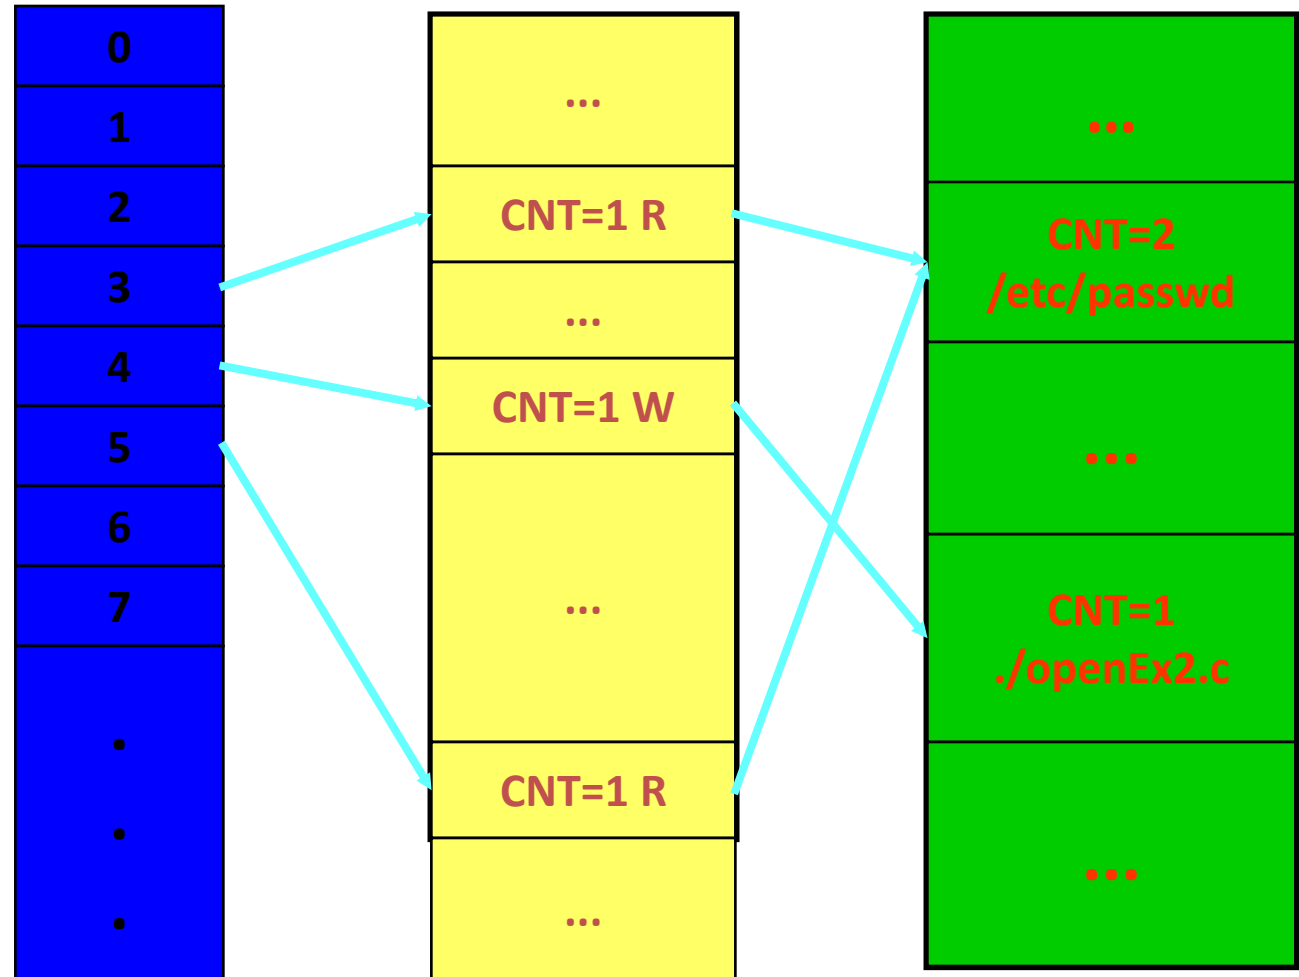 0
1
2
3
4
5
6
7
.
.
.
...
CNT=1 R
...
CNT=1 W
...
CNT=1 R
...
...
CNT=2
/etc/passwd
...
CNT=1
./openEx2.c
...